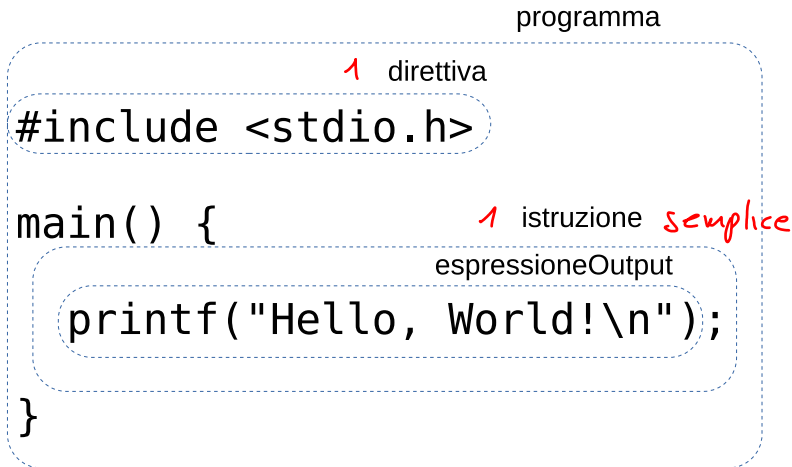 programma
1 direttiva
#include <stdio.h>
main() {
1 istruzione semplice
espressioneOutput
printf("Hello, World!\n");
}